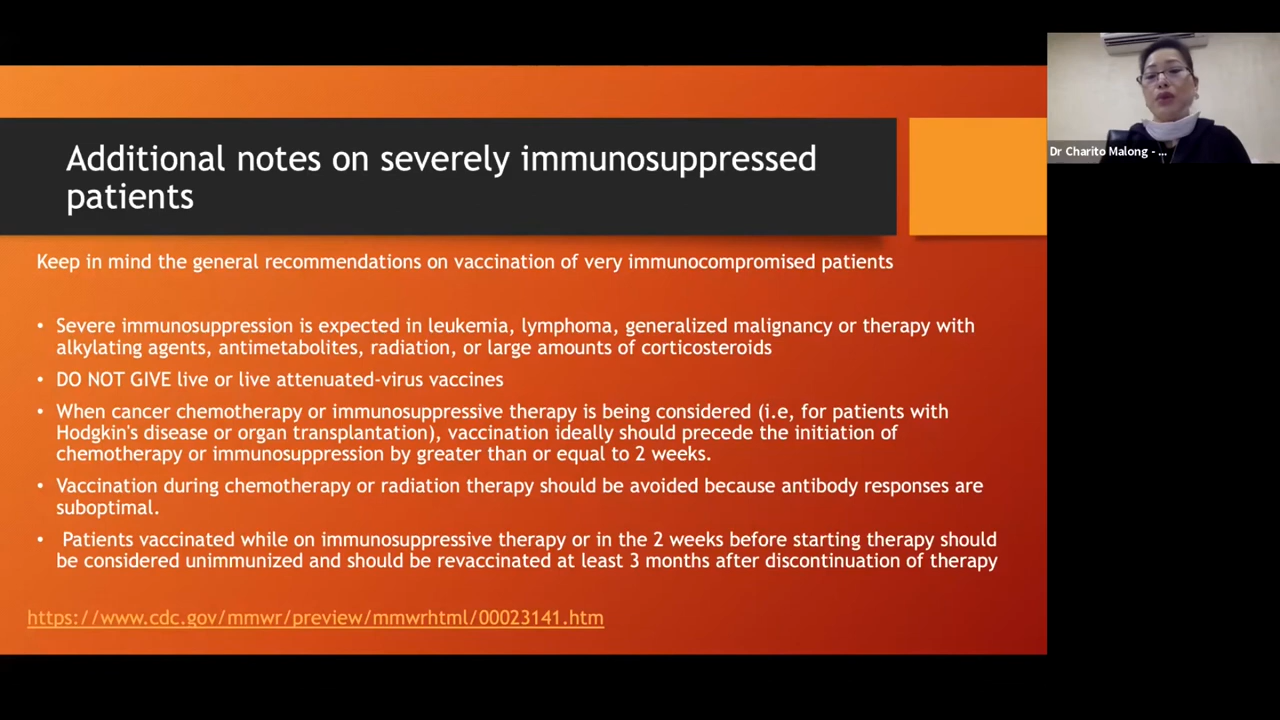 Additional notes on severely immunosuppressed
patients
Keep in mind the general recommendations on vaccination of very immunocompromised patients
• Severe immunosuppression is expected in leukemia, lymphoma, generalized malignancy or therapy with
alkylating agents, antimetabolites, radiation, or large amounts of corticosteroids
• DO NOT GIVE live or live attenuated-virus vaccines
• When cancer chemotherapy or immunosuppressive therapy is being considered (i.e, for patients with
Hodgkin's disease or organ transplantation), vaccination ideally should precede the initiation of
chemotherapy or immunosuppression by greater than or equal to 2 weeks.
• Vaccination during chemotherapy or radiation therapy should be avoided because antibody responses are
suboptimal.
• Patients vaccinated while on immunosuppressive therapy or in the 2 weeks before starting therapy should
be considered unimmunized and should be revaccinated at least 3 months after discontinuation of therapy
https://www.cdc.gov/mmwr/preview/mmwrhtml/00023141.htm
Dr Charito Malong - ...